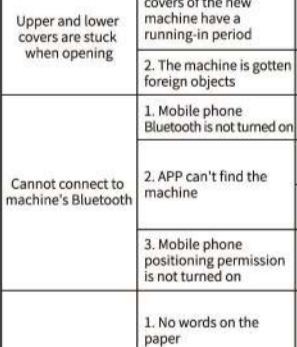 covers of the new
machine have a
running-in period
Upper and lower
covers are stuck
when opening
2. The machine is gotten
foreign objects
1. Mobile phone
Bluetooth is not turned on
Cannot connect to
machine's Bluetooth
2. APP can't find the
machine
3. Mobile phone
positioning permission
is not turned on
1. No words on the
paper